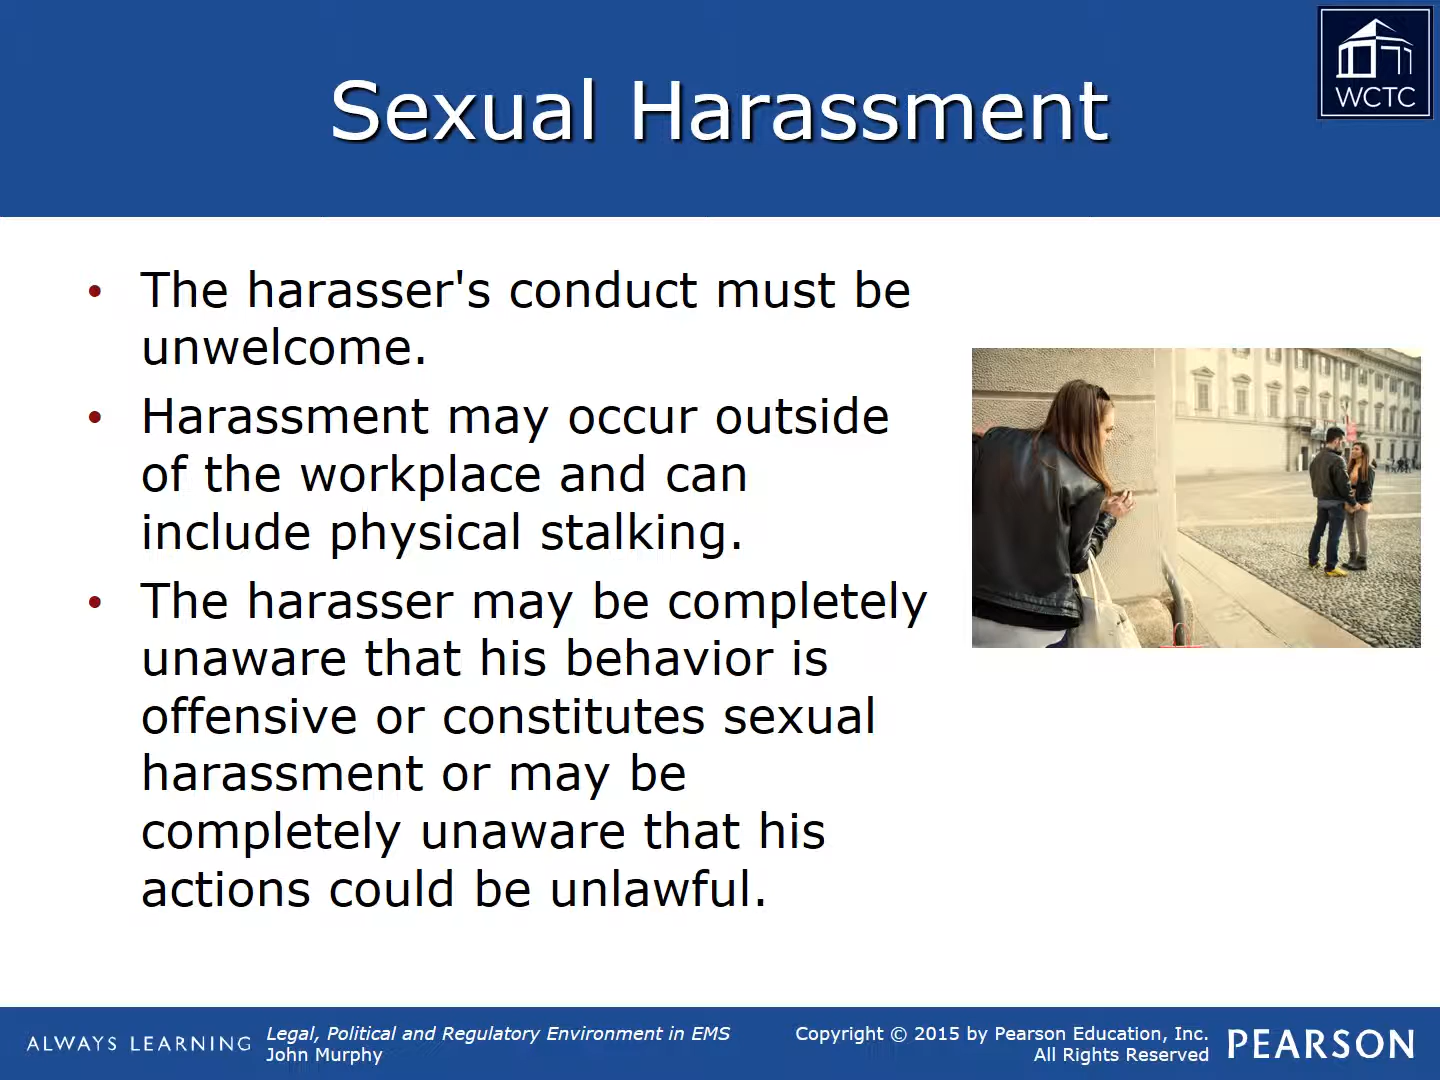 Sexual Harassment
WCTC
• The harasser's conduct must be
unwelcome.
• Harassment may occur outside
of the workplace and can
include physical stalking.
• The harasser may be completely
unaware that his behavior is
offensive or constitutes sexual
harassment or may be
completely unaware that his
actions could be unlawful.
ALWAYS LEARNING
Legal, Political and Regulatory Environment in EMS
John Murphy
Copyright © 2015 by Pearson Education, Inc.
All Rights Reserved
PEARSON